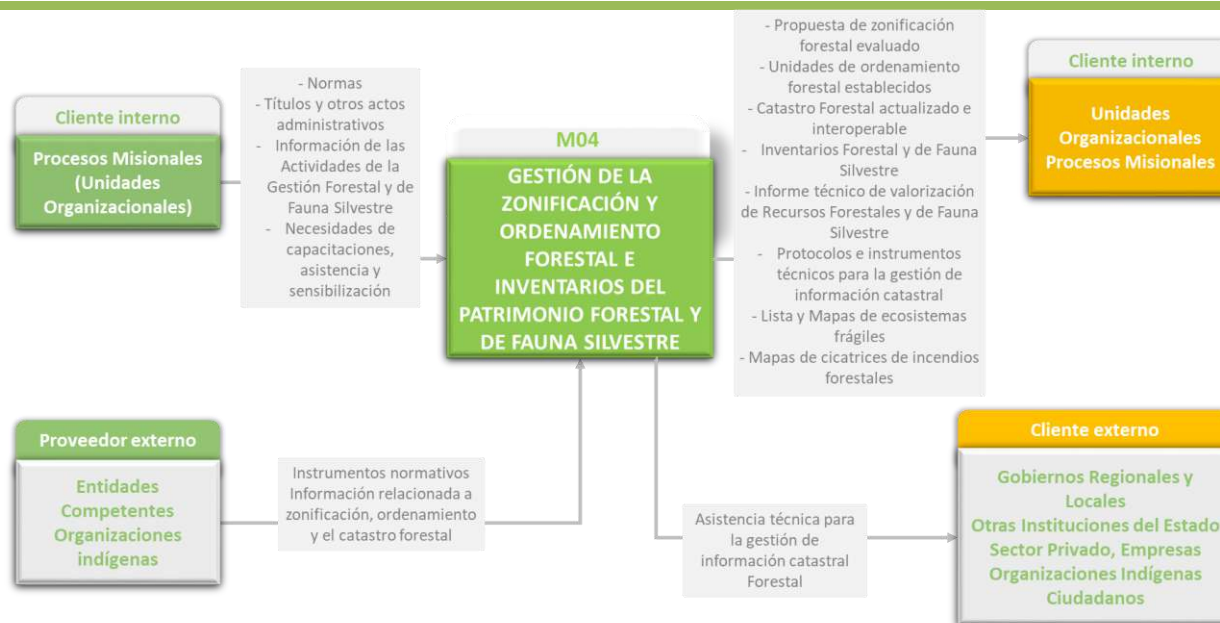 Cliente interno
Procesos Misionales
(Unidades
Organizacionales)
- Normas
- Títulos y otros actos
administrativos
- Información de las
Actividades de la
Gestión Forestal y de
Fauna Silvestre
- Necesidades de
capacitaciones,
asistencia y
sensibilización
M04
GESTIÓN DE LA
ZONIFICACIÓN Y
ORDENAMIENTO
FORESTAL E
INVENTARIOS DEL
PATRIMONIO FORESTAL Y
DE FAUNA SILVESTRE
- Propuesta de zonificación
forestal evaluado
- Unidades de ordenamiento
forestal establecidos
- Catastro Forestal actualizado e
interoperable
- Inventarios Forestal y de Fauna
Silvestre
- Informe técnico de valorización
de Recursos Forestales y de Fauna
Silvestre
- Protocolos e instrumentos
técnicos para la gestión de
información catastral
- Lista y Mapas de ecosistemas
frágiles
- Mapas de cicatrices de incendios
forestales
Cliente interno
Unidades
Organizacionales
Procesos Misionales
Proveedor externo
Entidades
Competentes
Organizaciones
indígenas
Instrumentos normativos
Información relacionada a
zonificación, ordenamiento
y el catastro forestal
Asistencia técnica para
la gestión de
información catastral
Forestal
Cliente externo
Gobiernos Regionales y
Locales
Otras Instituciones del Estado
Sector Privado, Empresas
Organizaciones Indígenas
Ciudadanos